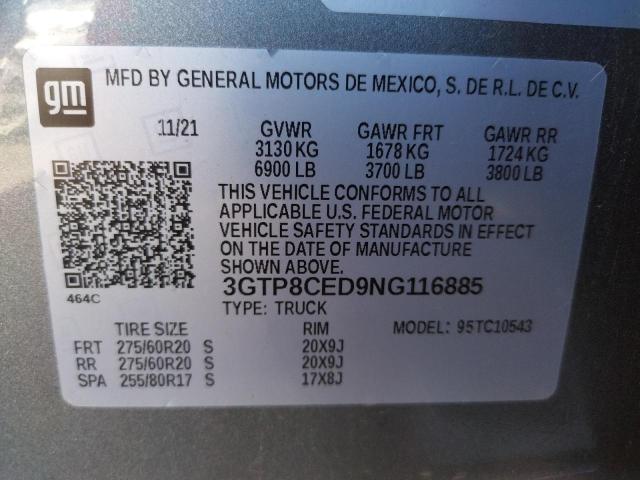 gm
MFD BY GENERAL MOTORS DE MEXICO, S. DE R.L. DE C.V.
11/21 GVWR GAWR FRT GAWR RR
3130 KG 1678 KG 1724 KG
6900 LB 3700 LB 3800 LB
THIS VEHICLE CONFORMS TO ALL
APPLICABLE U.S. FEDERAL MOTOR
VEHICLE SAFETY STANDARDS IN EFFECT
ON THE DATE OF MANUFACTURE
SHOWN ABOVE.
464C
3GTP8CED9NG116885
TYPE: TRUCK
TIRE SIZE RIM MODEL: 95TC10543
FRT 275/60R20 S 20X9J
RR 275/60R20 S 20X9J
SPA 255/80R17 S 17X8J